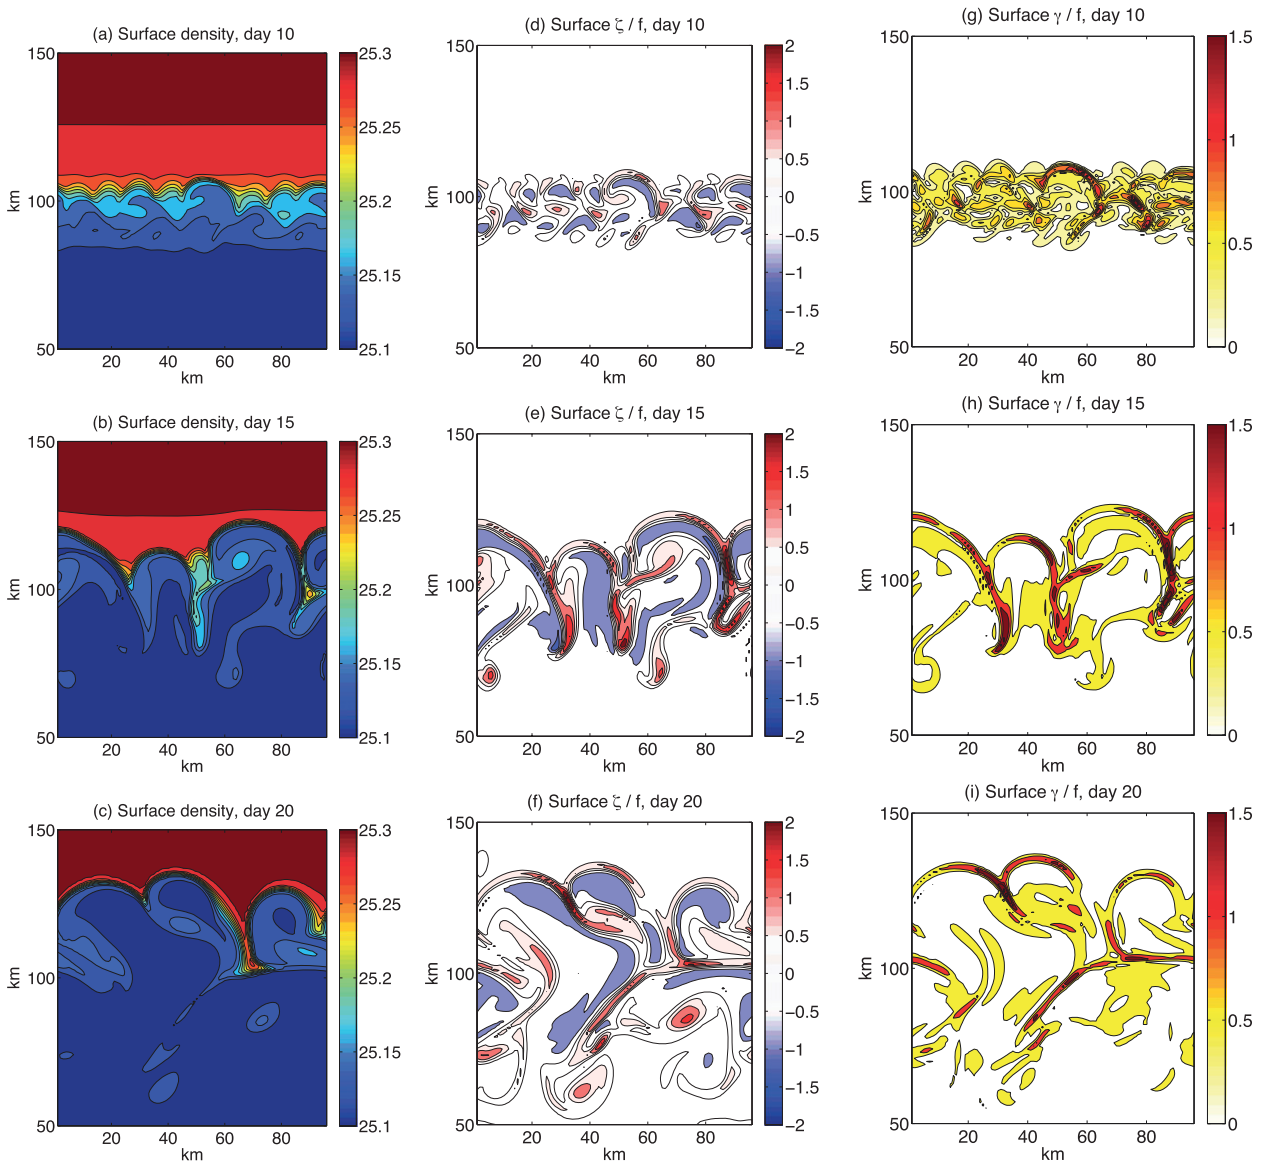 (a) Surface density, day 10
150
100
50
km
20 40 60 80
km
25.3
25.25
25.2
25.15
25.1
(d) Surface ζ / f, day 10
150
100
50
km
20 40 60 80
km
2
1.5
1
0.5
0
−0.5
−1
−1.5
−2
(g) Surface γ / f, day 10
150
100
50
km
20 40 60 80
km
1.5
1
0.5
0
(b) Surface density, day 15
150
100
50
km
20 40 60 80
km
25.3
25.25
25.2
25.15
25.1
(e) Surface ζ / f, day 15
150
100
50
km
20 40 60 80
km
2
1.5
1
0.5
0
−0.5
−1
−1.5
−2
(h) Surface γ / f, day 15
150
100
50
km
20 40 60 80
km
1.5
1
0.5
0
(c) Surface density, day 20
150
100
50
km
20 40 60 80
km
25.3
25.25
25.2
25.15
25.1
(f) Surface ζ / f, day 20
150
100
50
km
20 40 60 80
km
2
1.5
1
0.5
0
−0.5
−1
−1.5
−2
(i) Surface γ / f, day 20
150
100
50
km
20 40 60 80
km
1.5
1
0.5
0